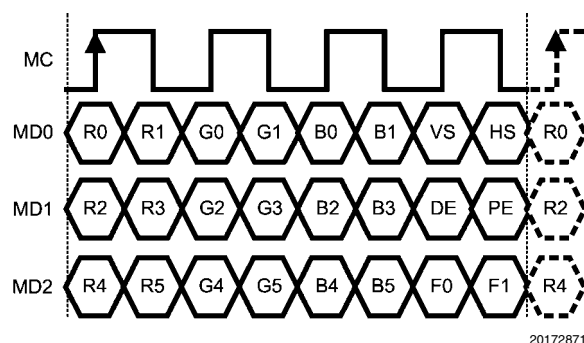 MC
MD0 R0 R1 G0 G1 B0 B1 VS HS R0
MD1 R2 R3 G2 G3 B2 B3 DE PE R2
MD2 R4 R5 G4 G5 B4 B5 F0 F1 R4
20172871